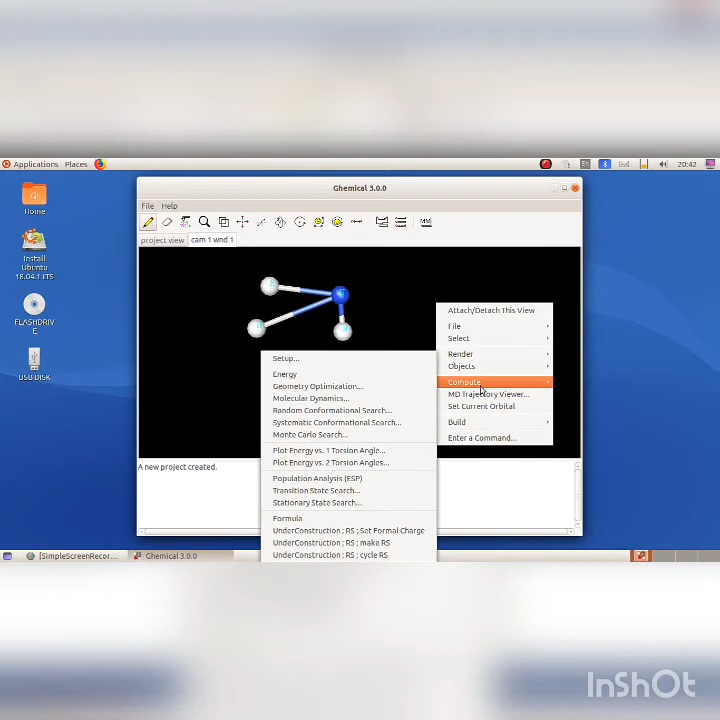 Applications Places
En
20:42
Ghemical 3.0.0
Home
Install
Ubuntu
18.04.1 LTS
FLASHDRIV
E
USB DISK
File Help
MM
project view
cam 1 wnd 1
Attach/Detach This View
File
Select
Render
Objects
Compute
MD Trajectory Viewer...
Set Current Orbital
Build
Enter a Command...
Setup...
Energy
Geometry Optimization...
Molecular Dynamics...
Random Conformational Search...
Systematic Conformational Search...
Monte Carlo Search...
Plot Energy vs. 1 Torsion Angle...
Plot Energy vs. 2 Torsion Angles...
Population Analysis (ESP)
Transition State Search...
Stationary State Search...
Formula
UnderConstruction ; RS ; Set Formal Charge
UnderConstruction ; RS ; make RS
UnderConstruction ; RS ; cycle RS
A new project created.
[SimpleScreenRecor...
Ghemical 3.0.0
InShOt